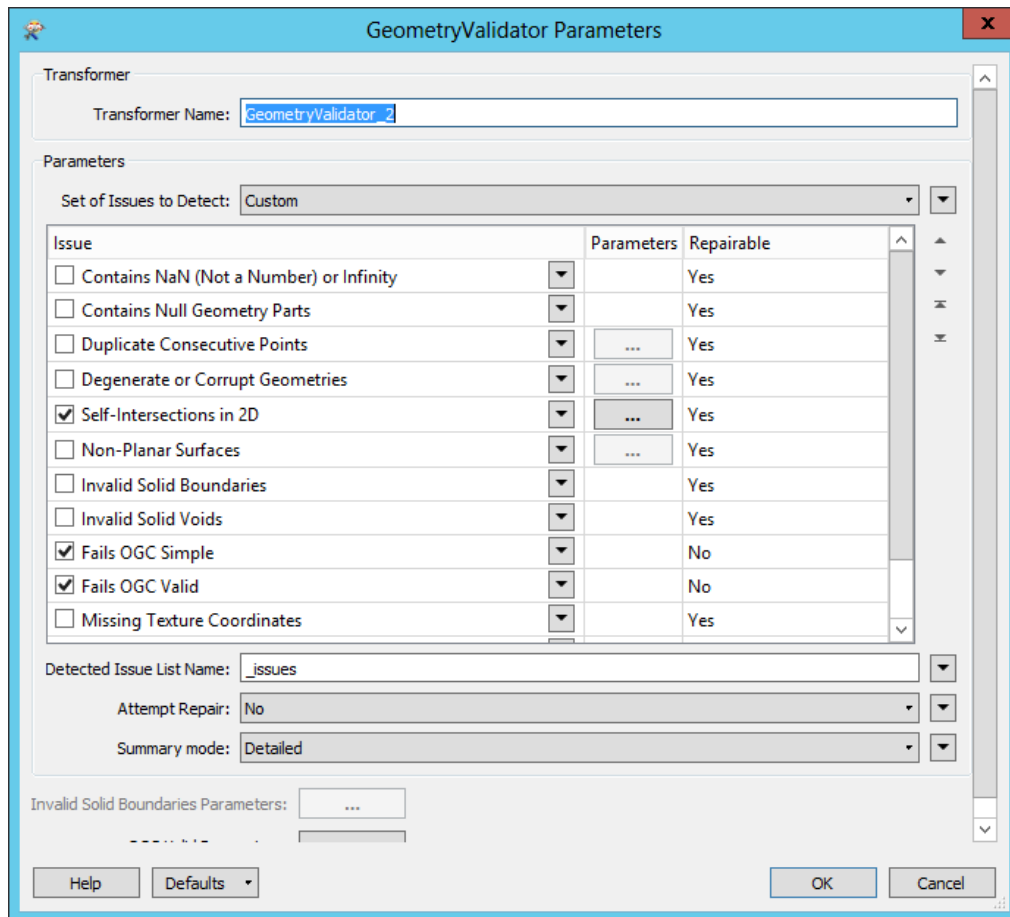 GeometryValidator Parameters
x
Transformer
Transformer Name: GeometryValidator_2
Parameters
Set of Issues to Detect: Custom
Issue Parameters Repairable
Contains NaN (Not a Number) or Infinity Yes
Contains Null Geometry Parts Yes
Duplicate Consecutive Points ... Yes
Degenerate or Corrupt Geometries ... Yes
Self-Intersections in 2D ... Yes
Non-Planar Surfaces ... Yes
Invalid Solid Boundaries Yes
Invalid Solid Voids Yes
Fails OGC Simple No
Fails OGC Valid No
Missing Texture Coordinates Yes
Detected Issue List Name: _issues
Attempt Repair: No
Summary mode: Detailed
Invalid Solid Boundaries Parameters: ...
Help Defaults OK Cancel